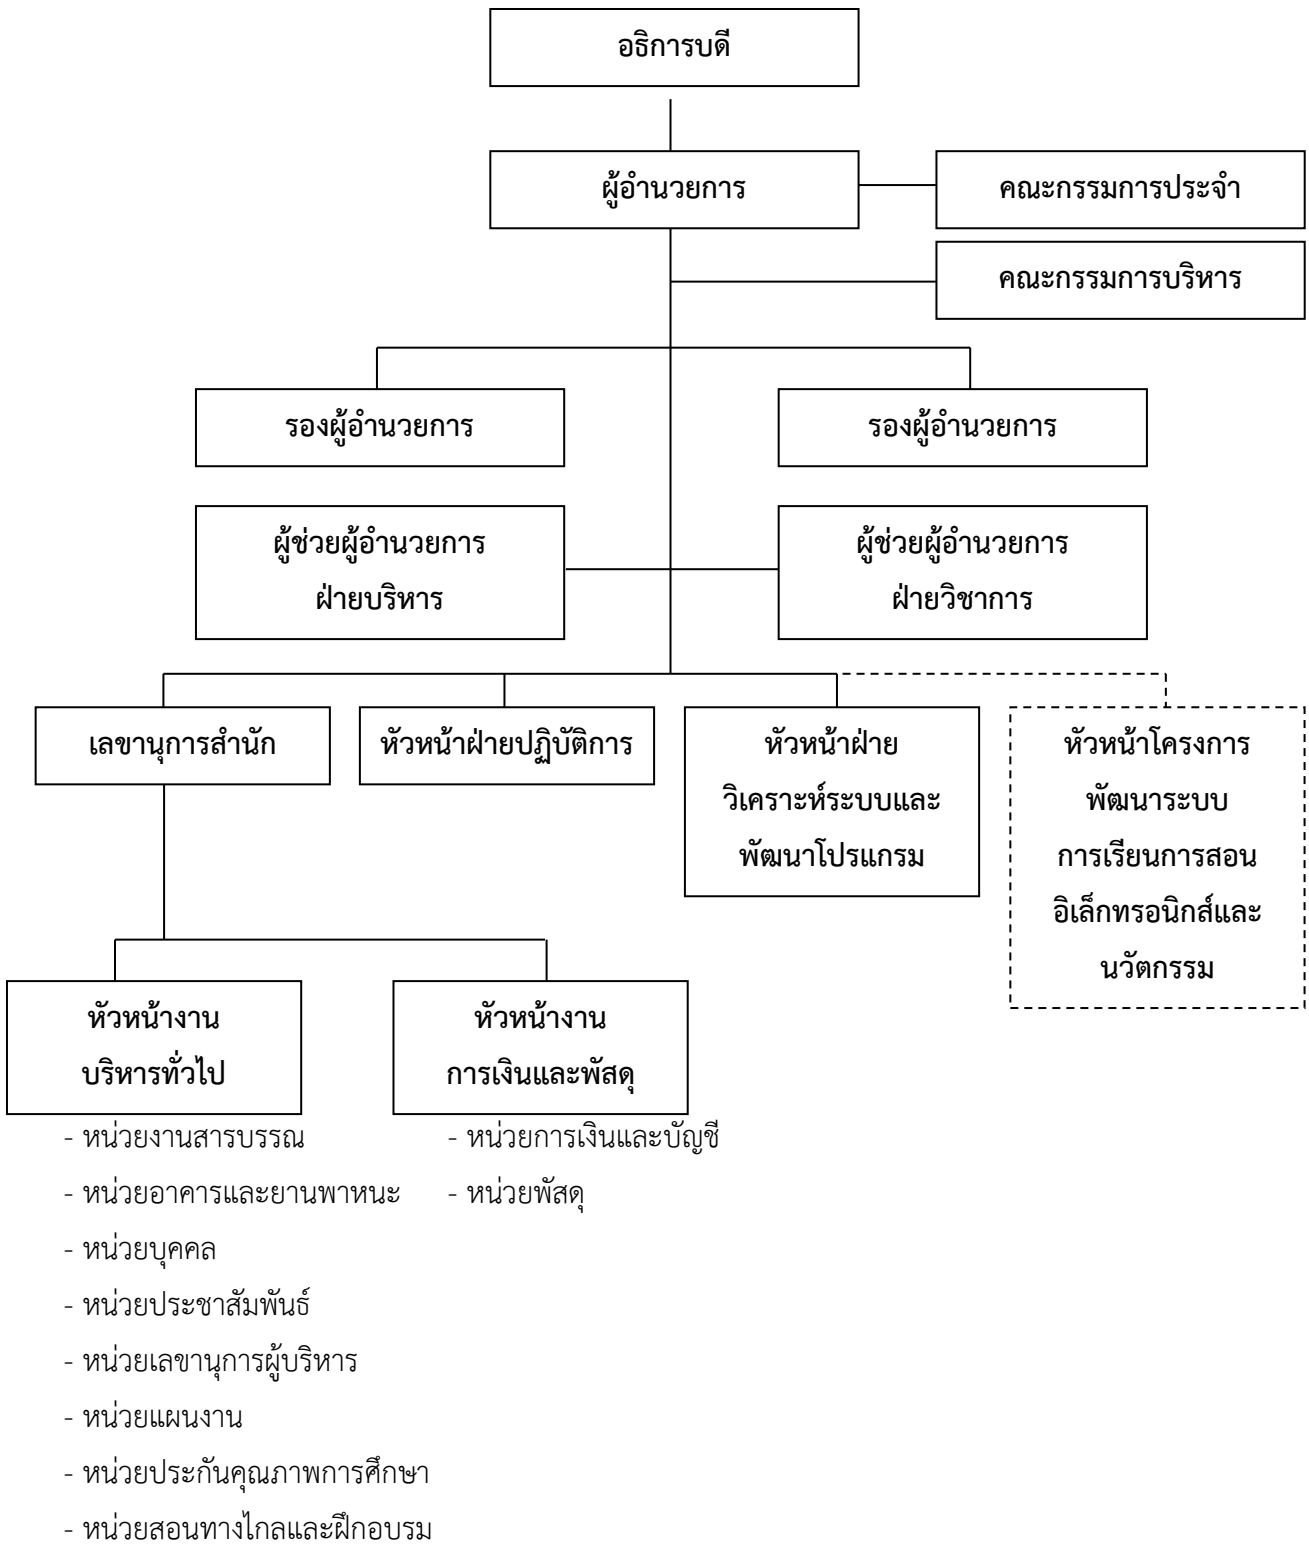 อธิการบดี
ผู้อำนวยการ
คณะกรรมการประจำ
คณะกรรมการบริหาร
รองผู้อำนวยการ
รองผู้อำนวยการ
ผู้ช่วยผู้อำนวยการ
ฝ่ายบริหาร
ผู้ช่วยผู้อำนวยการ
ฝ่ายวิชาการ
เลขานุการสำนัก
หัวหน้าฝ่ายปฏิบัติการ
หัวหน้าฝ่าย
วิเคราะห์ระบบและ
พัฒนาโปรแกรม
หัวหน้าโครงการ
พัฒนาระบบ
การเรียนการสอน
อิเล็กทรอนิกส์และ
นวัตกรรม
หัวหน้างาน
บริหารทั่วไป
หัวหน้างาน
การเงินและพัสดุ
- หน่วยงานสารบรรณ
- หน่วยอาคารและยานพาหนะ
- หน่วยบุคคล
- หน่วยประชาสัมพันธ์
- หน่วยเลขานุการผู้บริหาร
- หน่วยแผนงาน
- หน่วยประกันคุณภาพการศึกษา
- หน่วยสอนทางไกลและฝึกอบรม
- หน่วยการเงินและบัญชี
- หน่วยพัสดุ